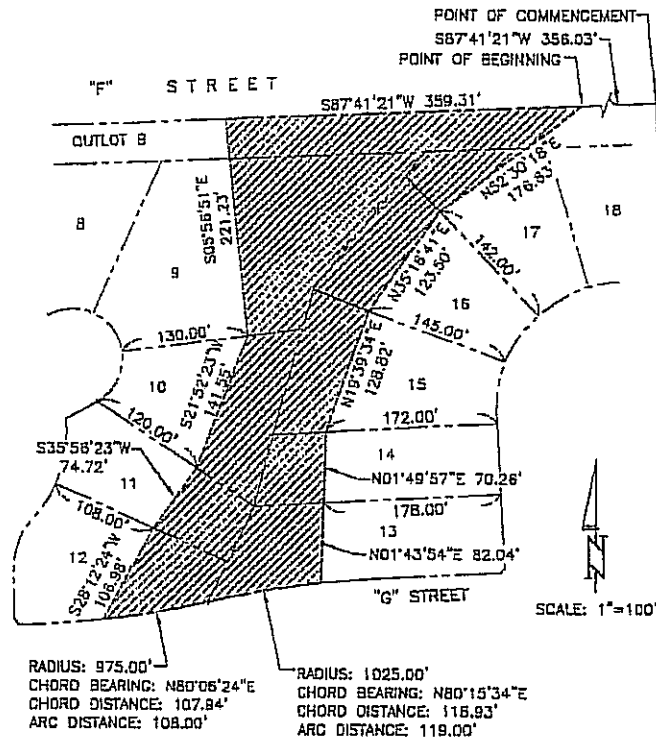 POINT OF COMMENCEMENT
S87°41'21"W 356.03'
POINT OF BEGINNING
"F" STREET
S87°41'21"W 359.31'
OUTLOT B
S05°56'51"E
221.23'
N52°30'18"E
176.83'
8
9
17
18
142.00'
N35°18'41"E
123.50'
16
145.00'
130.00'
10
S21°52'23"W
141.55'
N19°39'34"E
128.82'
15
120.00'
172.00'
S35°56'23"W
74.72'
11
14
N01°49'57"E 70.26'
108.00'
178.00'
13
12
S28°12'24"W
106.98'
N01°43'54"E 82.04'
"G" STREET
N
SCALE: 1"=100'
RADIUS: 975.00'
CHORD BEARING: N80°06'24"E
CHORD DISTANCE: 107.94'
ARC DISTANCE: 108.00'
RADIUS: 1025.00'
CHORD BEARING: N80°15'34"E
CHORD DISTANCE: 118.93'
ARC DISTANCE: 119.00'